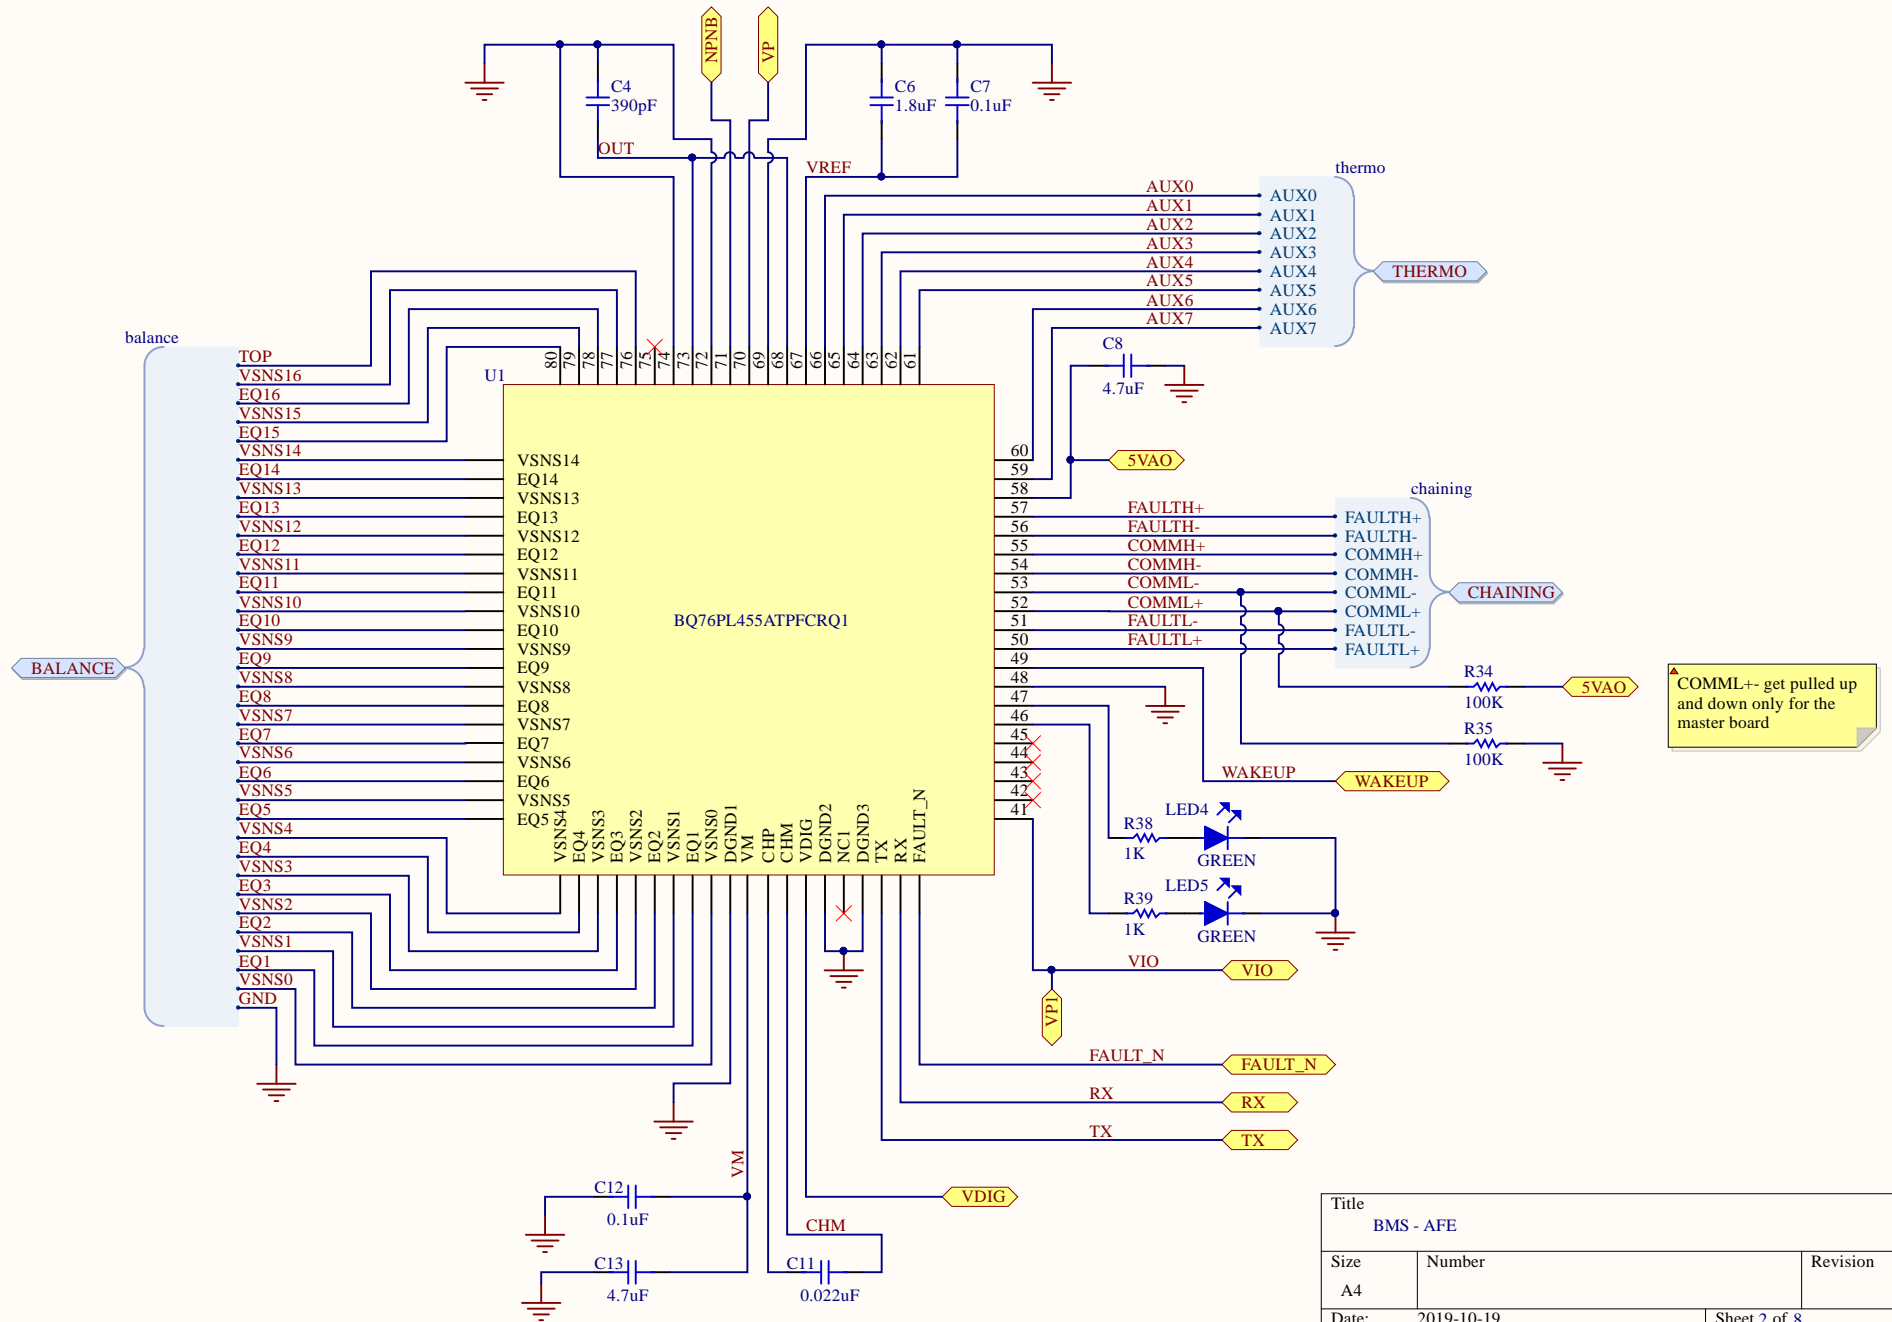 NPNB
VP
C4
390pF
C6
1.8uF
C7
0.1uF
OUT
VREF
thermo
AUX0
AUX0
AUX1
AUX1
AUX2
AUX2
AUX3
AUX3
AUX4
AUX4
AUX5
AUX5
AUX6
AUX6
AUX7
AUX7
THERMO
balance
TOP
VSNS16
EQ16
VSNS15
EQ15
VSNS14
EQ14
VSNS13
EQ13
VSNS12
EQ12
VSNS11
EQ11
VSNS10
EQ10
VSNS9
EQ9
VSNS8
EQ8
VSNS7
EQ7
VSNS6
EQ6
VSNS5
EQ5
VSNS4
EQ4
VSNS3
EQ3
VSNS2
EQ2
VSNS1
EQ1
VSNS0
GND
BALANCE
U1
80
79
78
77
76
75
74
73
72
71
70
69
68
67
66
65
64
63
62
61
VSNS14
EQ14
VSNS13
EQ13
VSNS12
EQ12
VSNS11
EQ11
VSNS10
EQ10
VSNS9
EQ9
VSNS8
EQ8
VSNS7
EQ7
VSNS6
EQ6
VSNS5
EQ5
BQ76PL455ATPFCRQ1
VSNS4
EQ4
VSNS3
EQ3
VSNS2
EQ2
VSNS1
EQ1
VSNS0
DGND1
VM
CHP
CHM
VDIG
DGND2
NC1
DGND3
TX
RX
FAULT_N
60
59
58
57
56
55
54
53
52
51
50
49
48
47
46
45
44
43
42
41
C8
4.7uF
5VAO
chaining
FAULTH+
FAULTH+
FAULTH-
FAULTH-
COMMH+
COMMH+
COMMH-
COMMH-
COMML-
COMML-
COMML+
COMML+
FAULTL-
FAULTL-
FAULTL+
FAULTL+
CHAINING
R34
100K
5VAO
R35
100K
COMML+- get pulled up
and down only for the
master board
WAKEUP
WAKEUP
LED4
R38
1K
GREEN
LED5
R39
1K
GREEN
VIO
VIO
VP1
FAULT_N
FAULT_N
RX
RX
TX
TX
VM
C12
0.1uF
VDIG
CHM
C13
4.7uF
C11
0.022uF
Title
BMS - AFE
Size
Number
Revision
A4
Date:
2019-10-19
Sheet 2 of 8